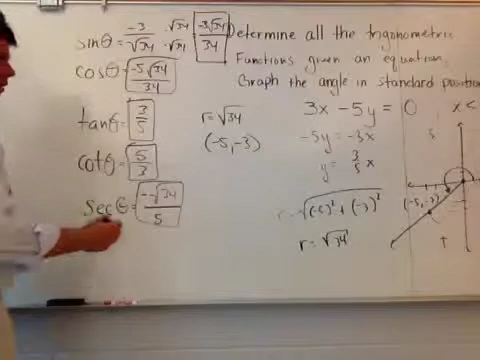 sinθ = -3/√34 · √34/√34 = -3√34/34
cosθ = -5√34/34
tanθ = 3/5
cotθ = 5/3
secθ = -√34/5
r = √34
(-5, -3)
Determine all the trigonometric
Functions given an equation.
Graph the angle in standard position
3x - 5y = 0 x <
-5y = -3x
y = 3/5 x
r = √(-5)² + (-3)²
r = √34
S
(-5, -3)
T